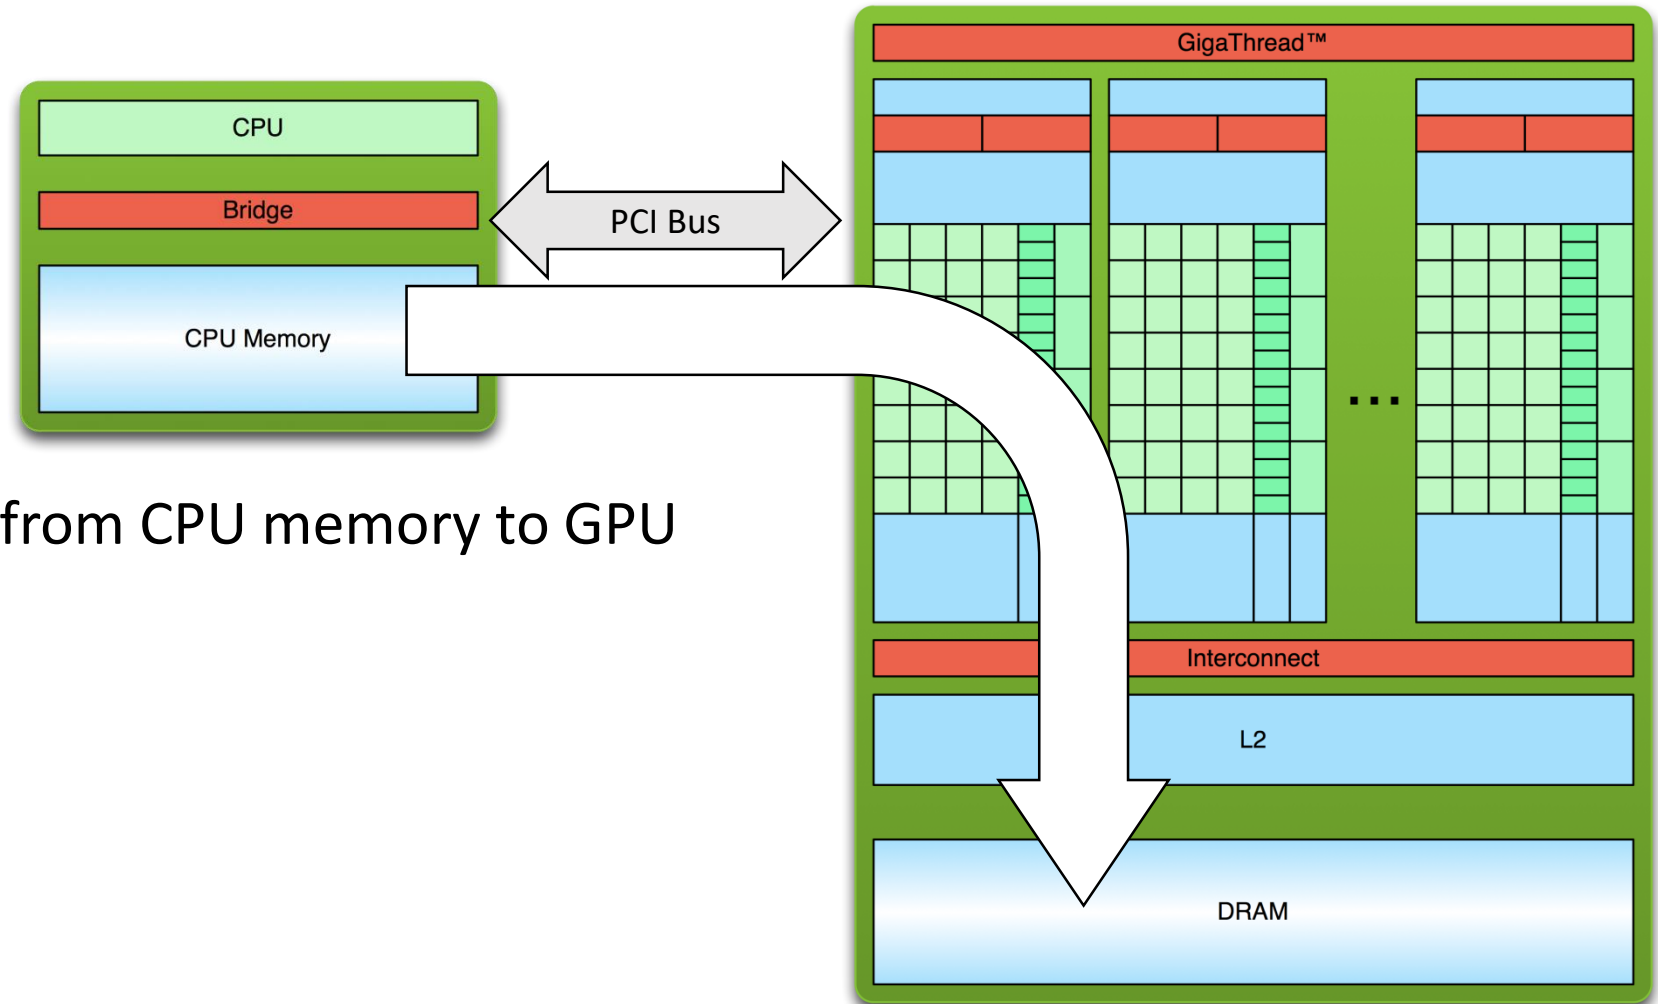 GigaThread™
CPU
Bridge
PCI Bus
CPU Memory
...
from CPU memory to GPU
Interconnect
L2
DRAM